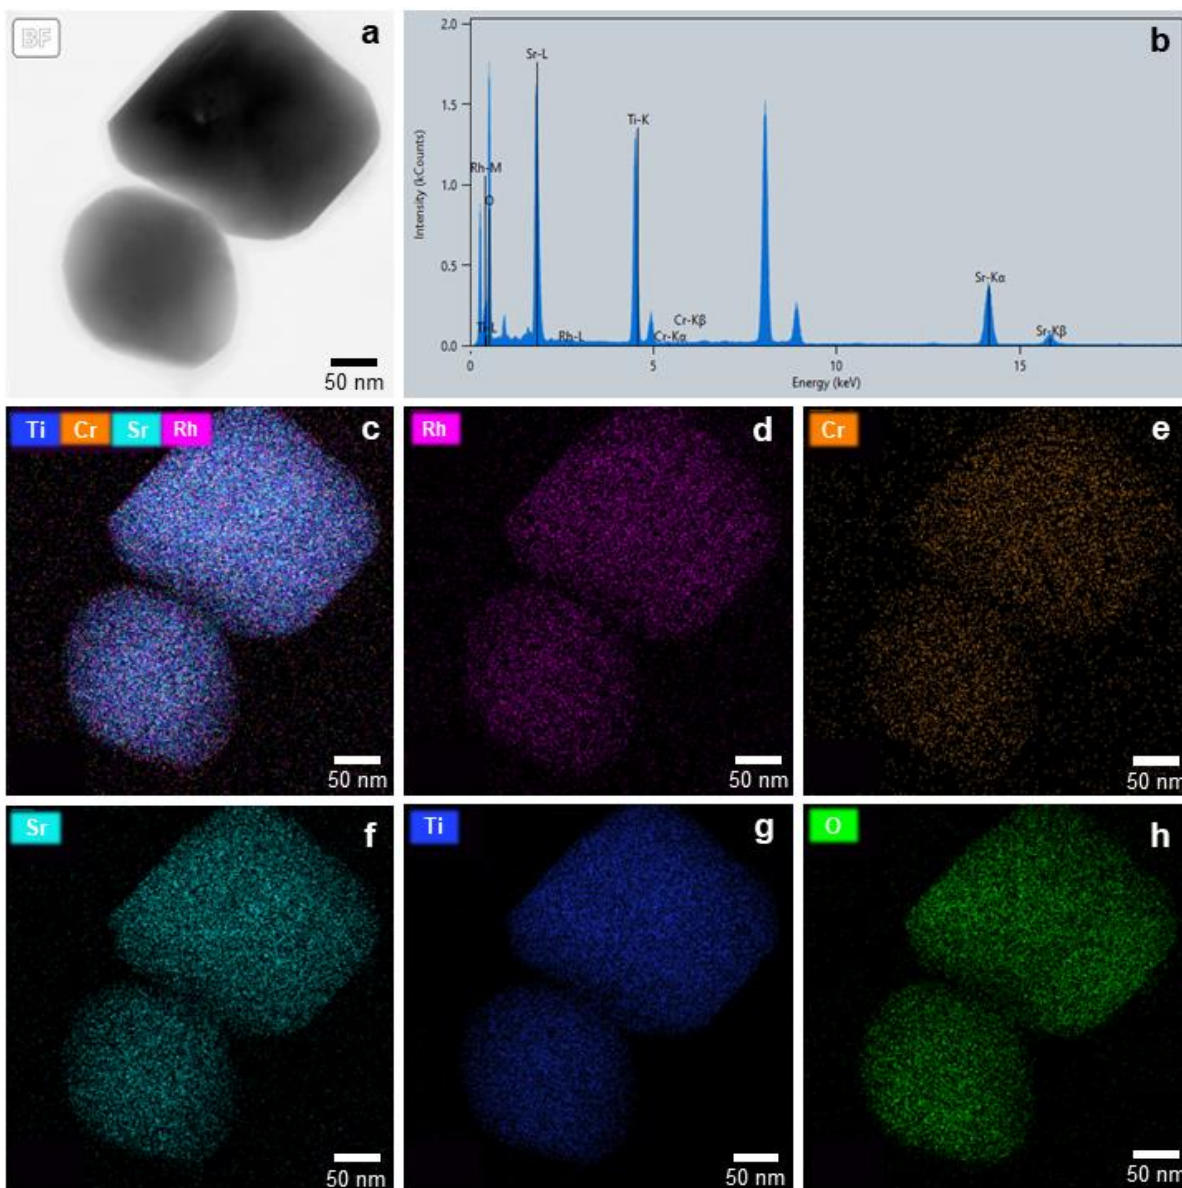 BF
a
50 nm
b
2.0
1.5
1.0
0.5
0.0
Intensity (kCounts)
Sr-L
Ti-K
Rh-M
O
Ti-L
Rh-L
Cr-Kβ
Cr-Kα
Sr-Kα
Sr-Kβ
0 5 10 15
Energy (keV)
Ti Cr Sr Rh c
50 nm
Rh d
50 nm
Cr e
50 nm
Sr f
50 nm
Ti g
50 nm
O h
50 nm